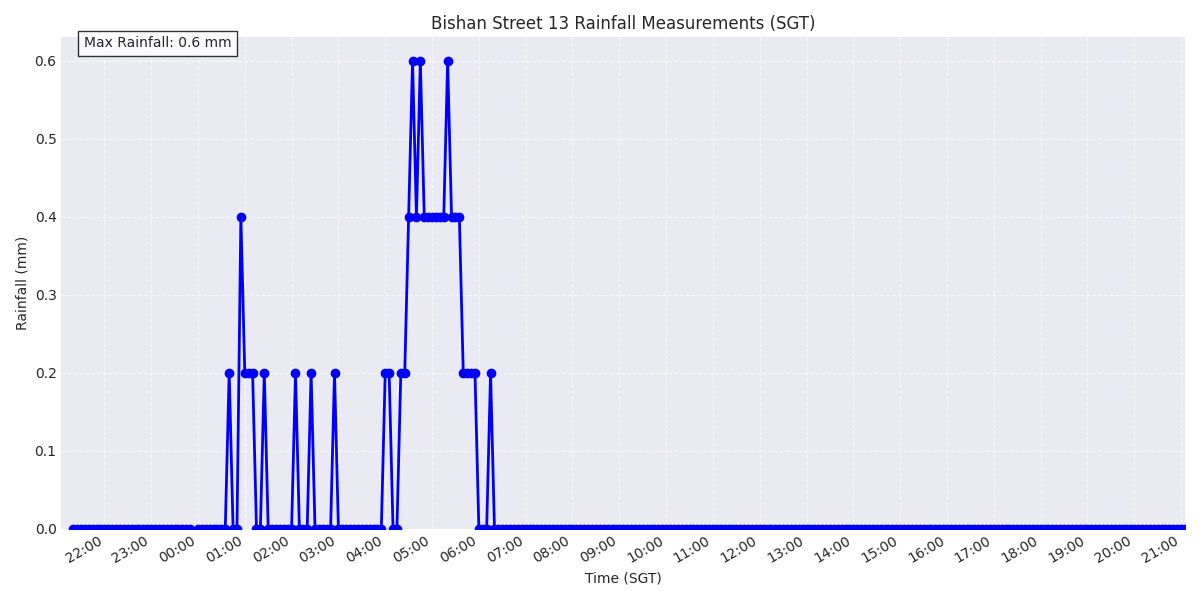 Bishan Street 13 Rainfall Measurements (SGT)
Max Rainfall: 0.6 mm
0.6
0.5
0.4
0.3
0.2
0.1
0.0
Rainfall (mm)
22:00 23:00 00:00 01:00 02:00 03:00 04:00 05:00 06:00 07:00 08:00 09:00 10:00 11:00 12:00 13:00 14:00 15:00 16:00 17:00 18:00 19:00 20:00 21:00
Time (SGT)